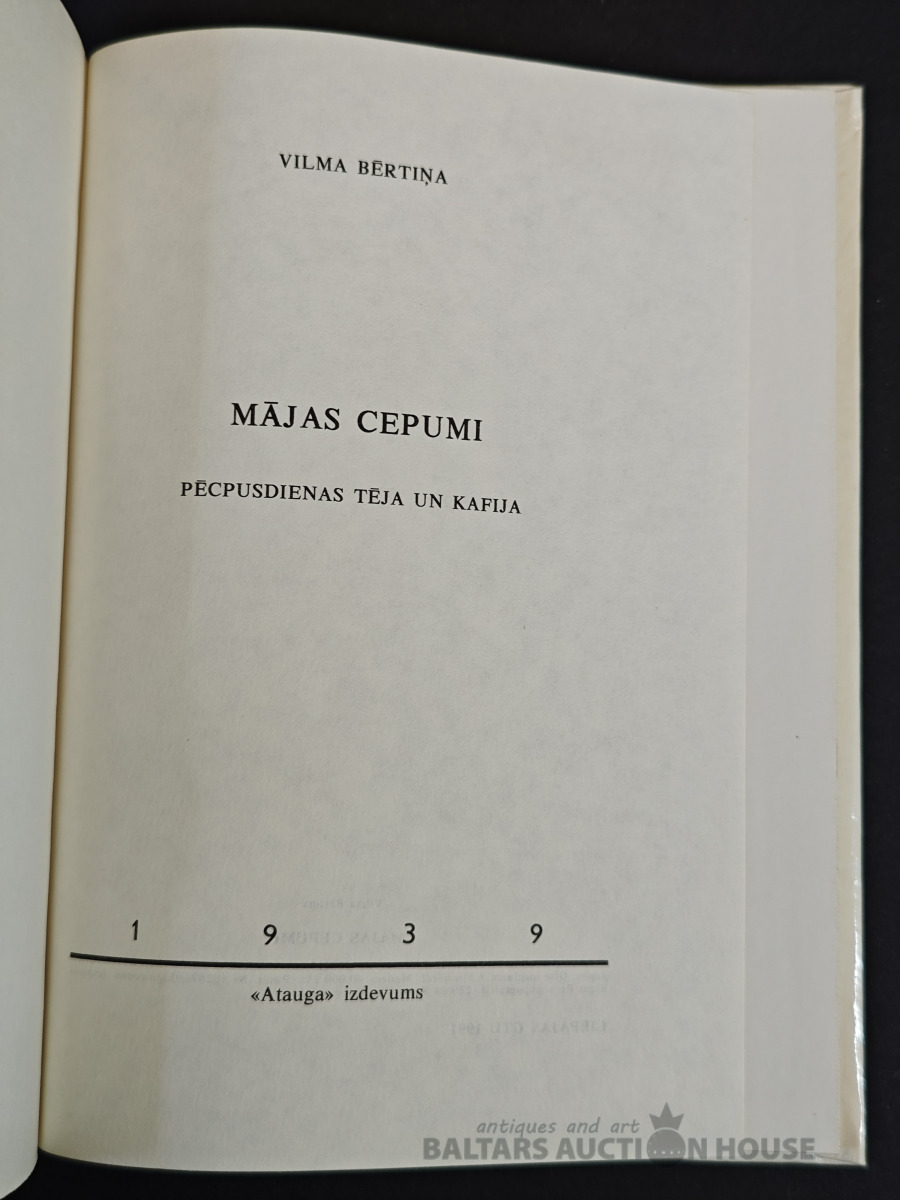 VILMA BĒRTIŅA
MĀJAS CEPUMI
PĒCPUSDIENAS TĒJA UN KAFIJA
1 9 3 9
«Atauga» izdevums
antiques and art
BALTARS AUCTION HOUSE